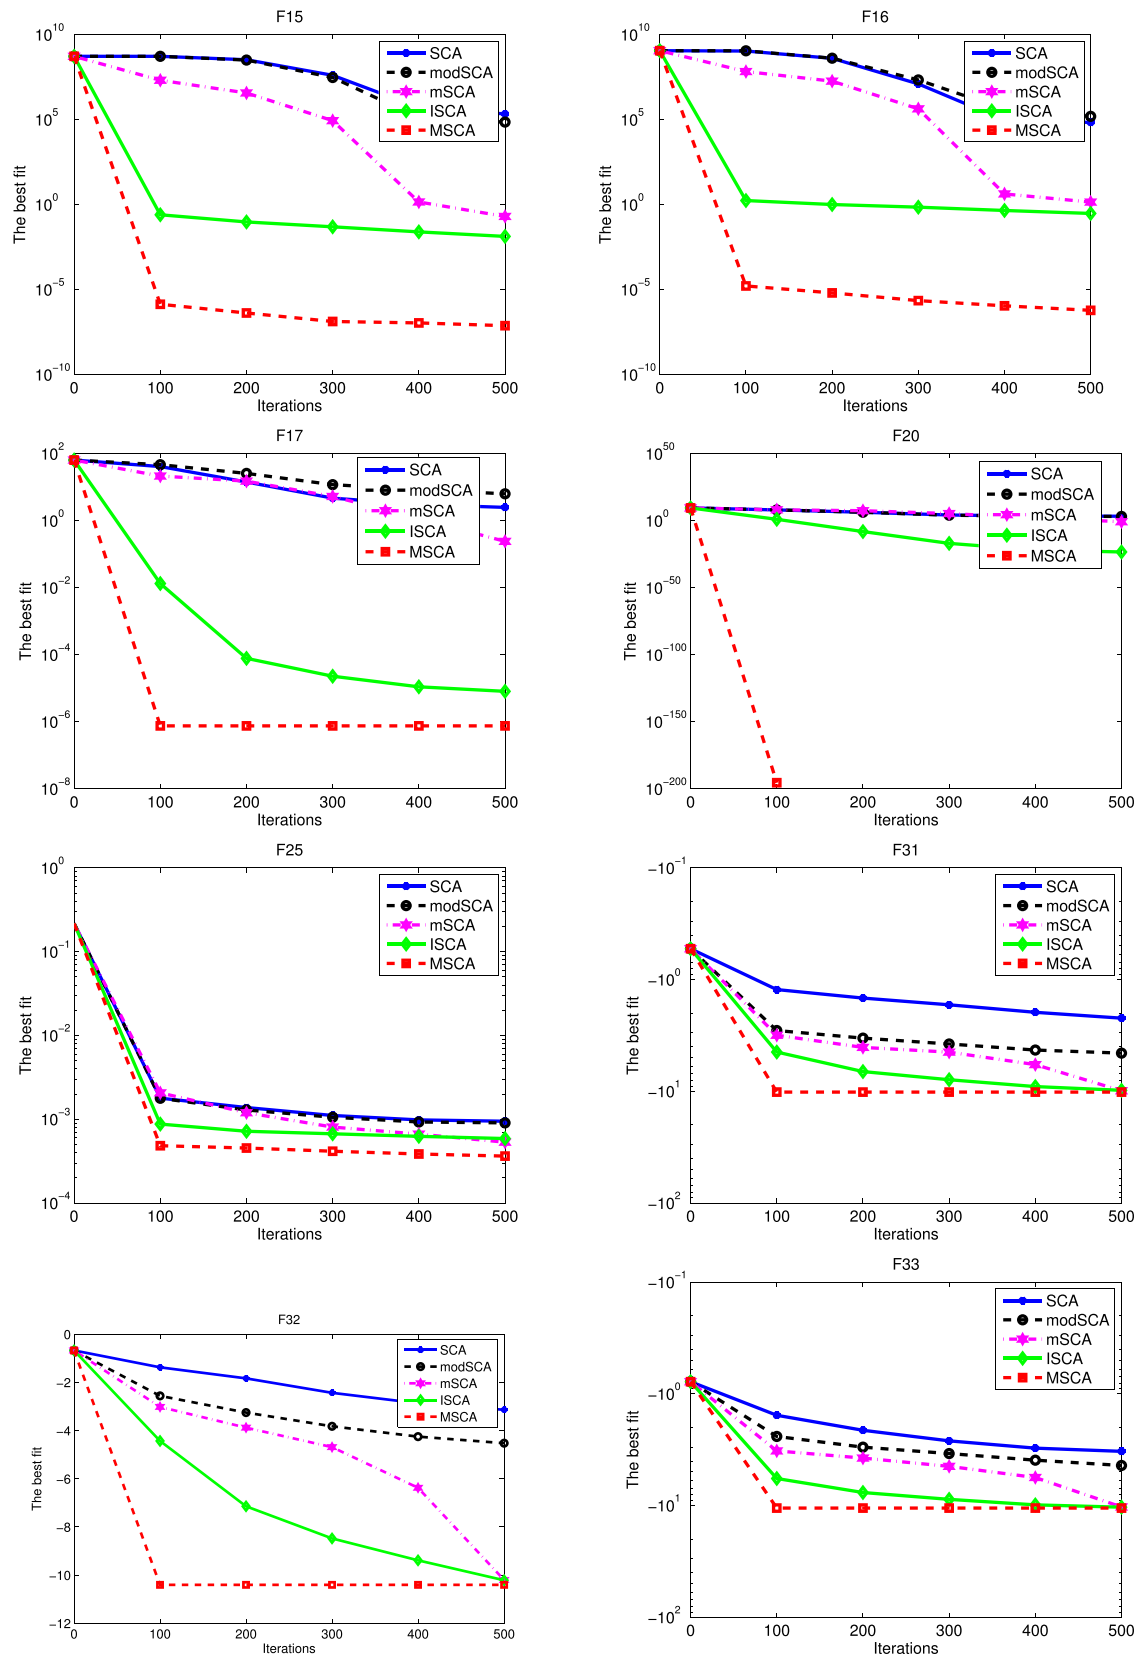 F15
10^10
10^5
10^0
10^−5
10^−10
The best fit
0 100 200 300 400 500
Iterations
SCA
modSCA
mSCA
ISCA
MSCA
F16
10^10
10^5
10^0
10^−5
10^−10
The best fit
0 100 200 300 400 500
Iterations
SCA
modSCA
mSCA
ISCA
MSCA
F17
10^2
10^0
10^−2
10^−4
10^−6
10^−8
The best fit
0 100 200 300 400 500
Iterations
SCA
modSCA
mSCA
ISCA
MSCA
F20
10^50
10^0
10^−50
10^−100
10^−150
10^−200
The best fit
0 100 200 300 400 500
Iterations
SCA
modSCA
mSCA
ISCA
MSCA
F25
10^0
10^−1
10^−2
10^−3
10^−4
The best fit
0 100 200 300 400 500
Iterations
SCA
modSCA
mSCA
ISCA
MSCA
F31
−10^−1
−10^0
−10^1
−10^2
The best fit
0 100 200 300 400 500
Iterations
SCA
modSCA
mSCA
ISCA
MSCA
F32
0
−2
−4
−6
−8
−10
−12
The best fit
0 100 200 300 400 500
Iterations
SCA
modSCA
mSCA
ISCA
MSCA
F33
−10^−1
−10^0
−10^1
−10^2
The best fit
0 100 200 300 400 500
Iterations
SCA
modSCA
mSCA
ISCA
MSCA